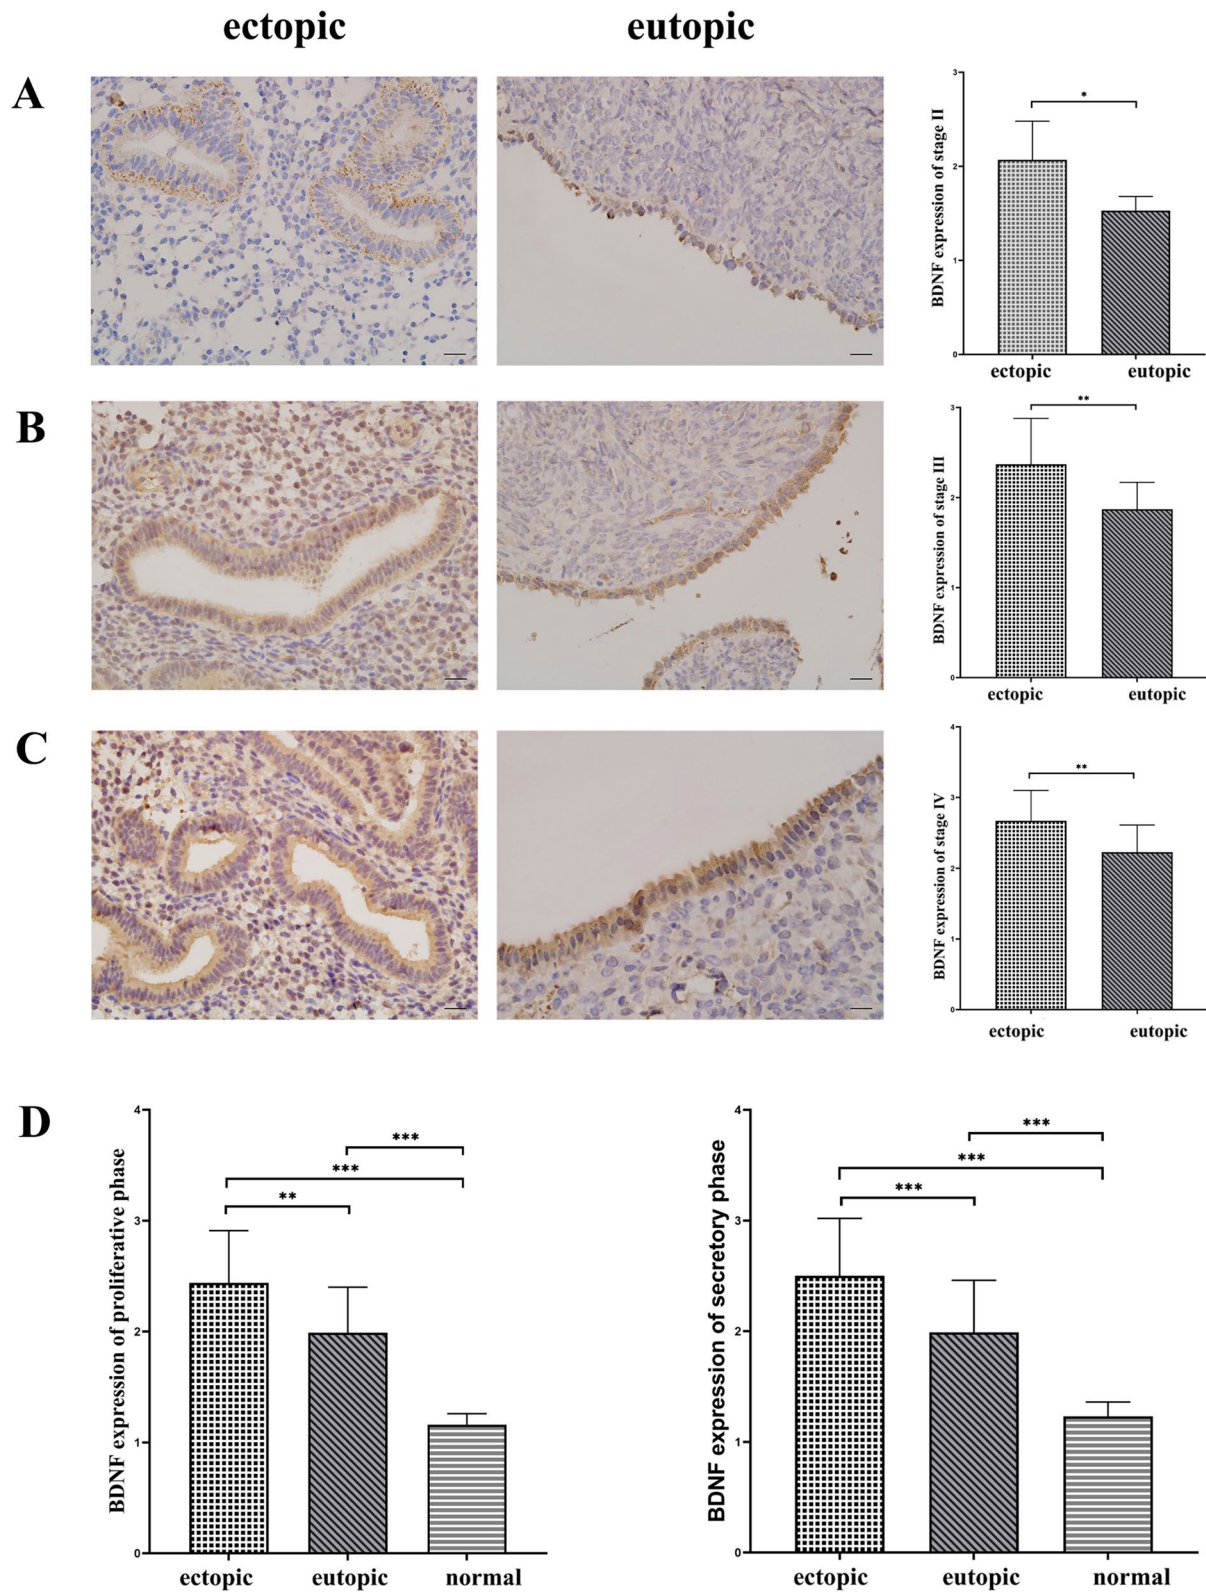 ectopic
eutopic
A
BDNF expression of stage II
3
2
1
0
*
ectopic
eutopic
B
BDNF expression of stage III
3
2
1
0
**
ectopic
eutopic
C
BDNF expression of stage IV
4
3
2
1
0
**
ectopic
eutopic
D
BDNF expression of proliferative phase
4
3
2
1
0
***
***
**
ectopic
eutopic
normal
BDNF expression of secretory phase
4
3
2
1
0
***
***
***
ectopic
eutopic
normal